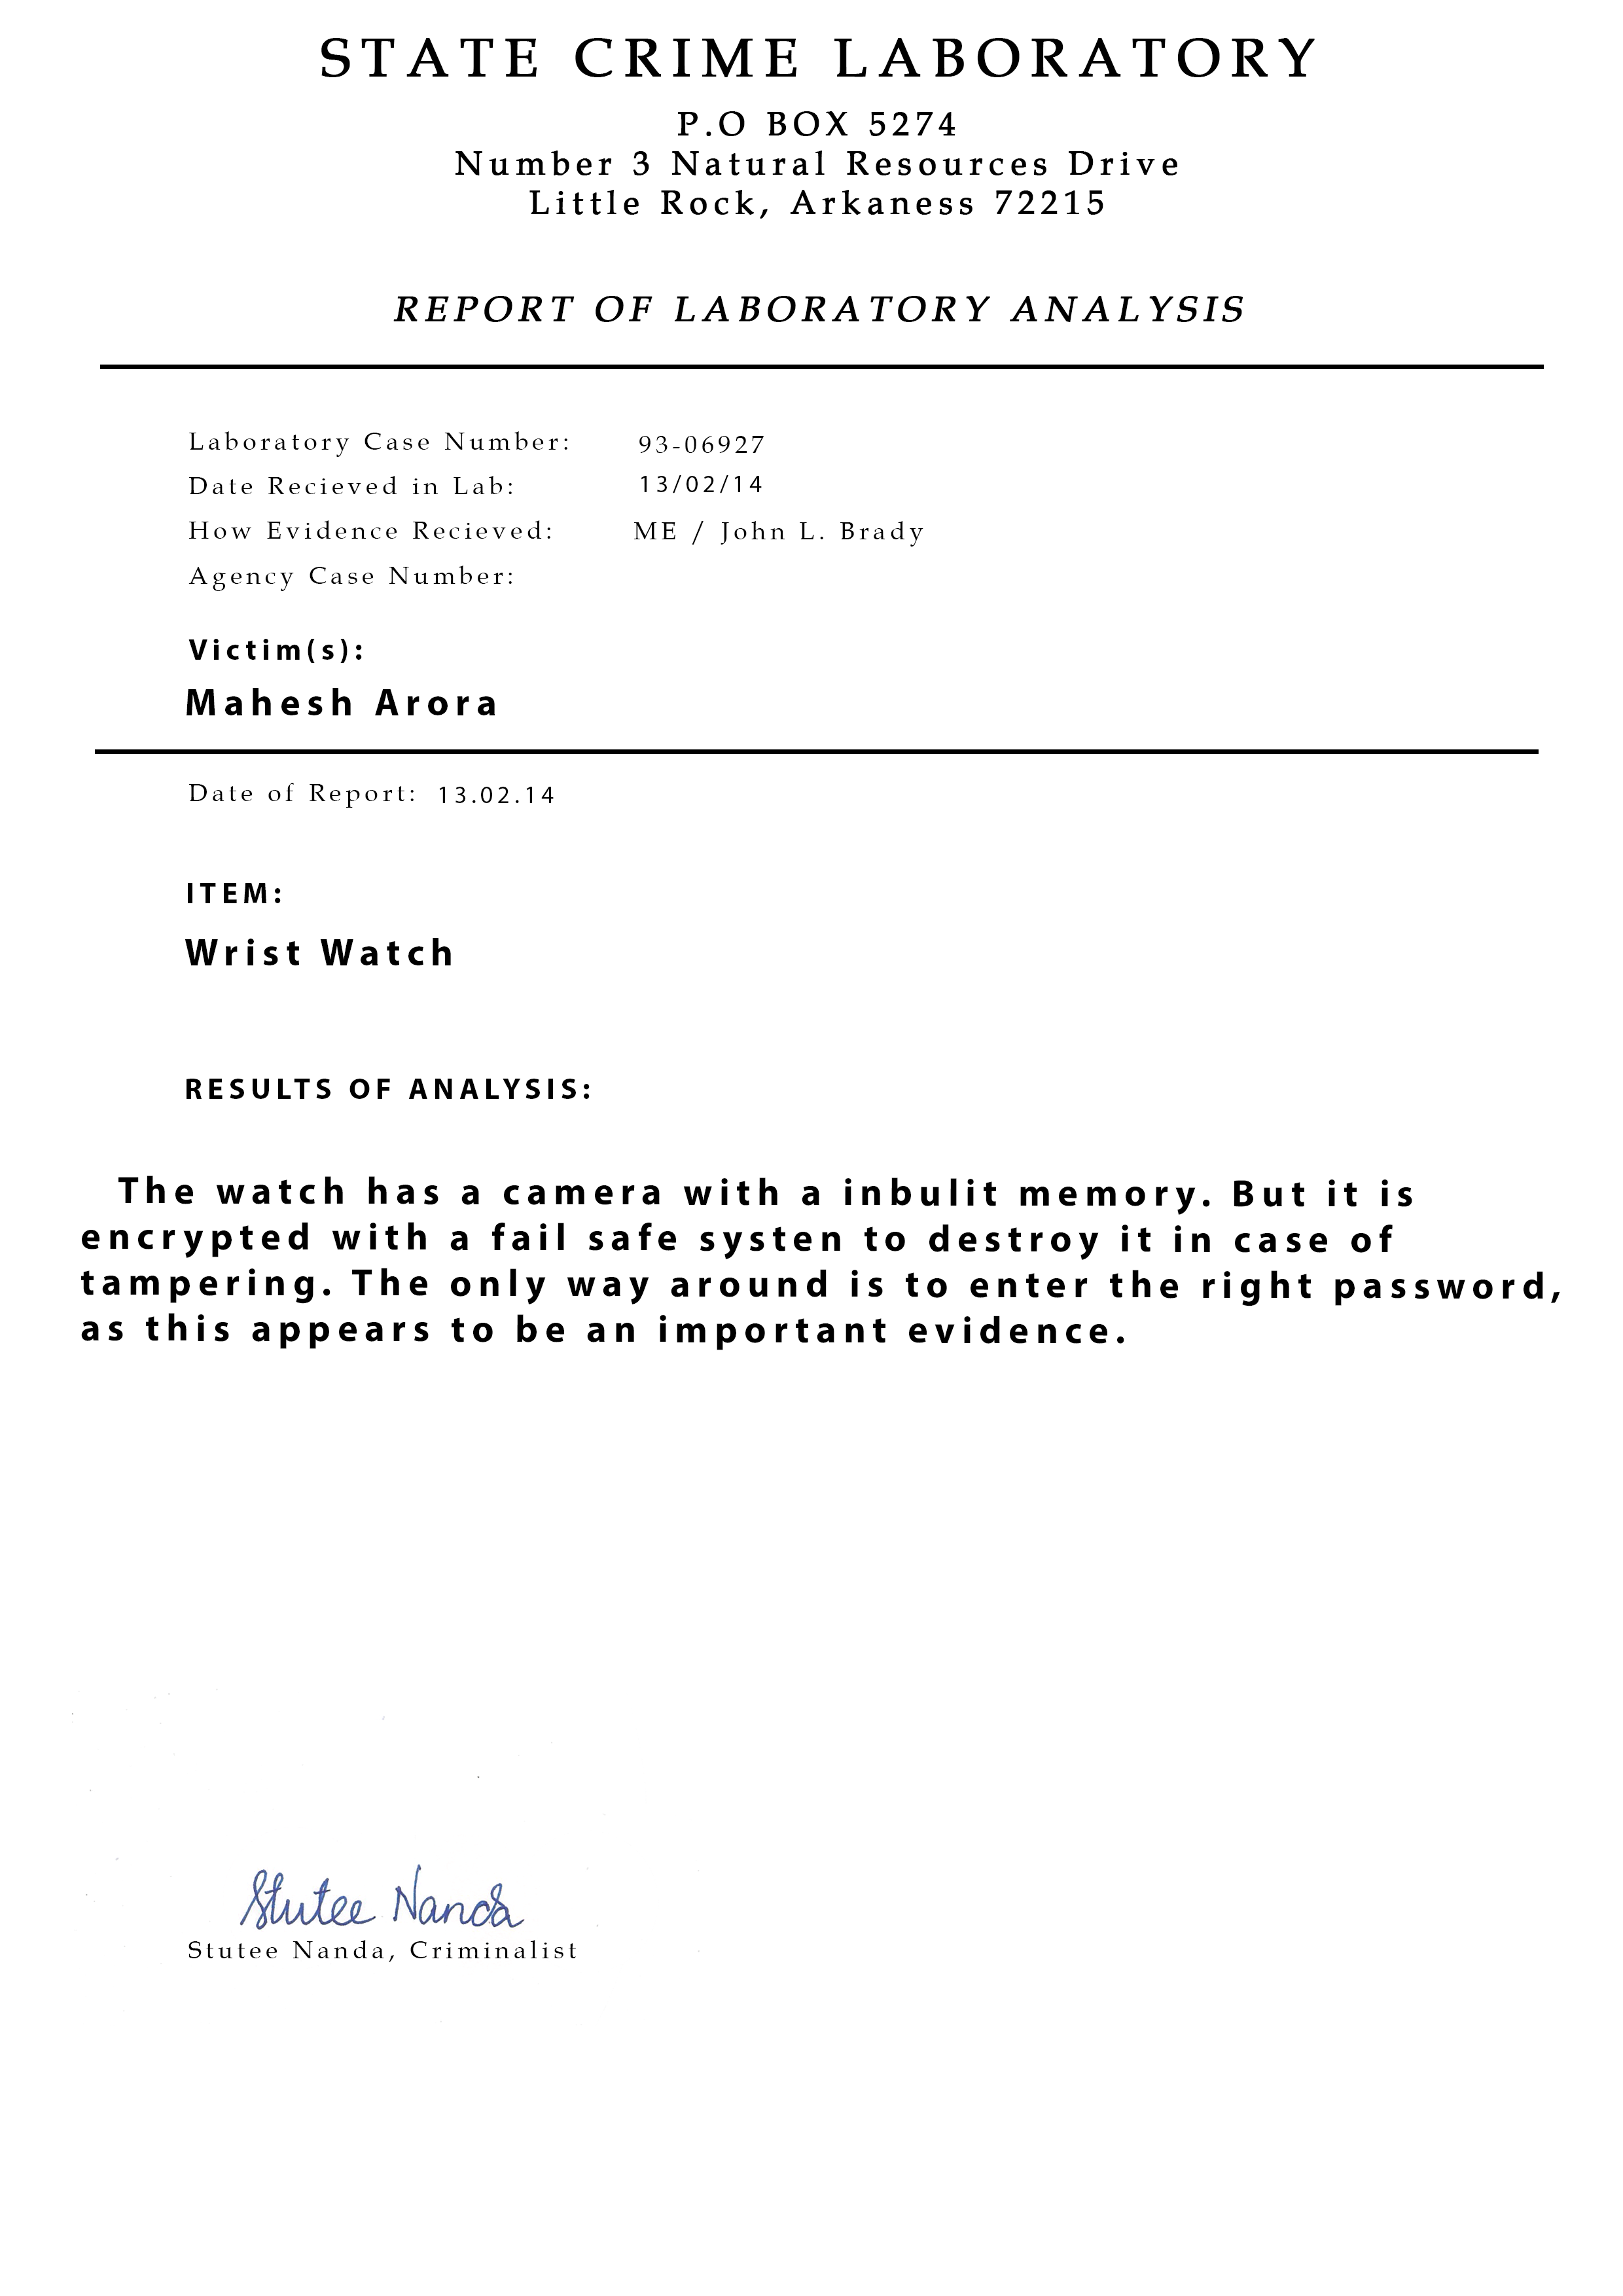 STATE CRIME LABORATORY
P.O BOX 5274
Number 3 Natural Resources Drive
Little Rock, Arkaness 72215
REPORT OF LABORATORY ANALYSIS
Laboratory Case Number: 93-06927
Date Recieved in Lab: 13/02/14
How Evidence Recieved: ME / John L. Brady
Agency Case Number:
Victim(s):
Mahesh Arora
Date of Report: 13.02.14
ITEM:
Wrist Watch
RESULTS OF ANALYSIS:
The watch has a camera with a inbulit memory. But it is
encrypted with a fail safe systen to destroy it in case of
tampering. The only way around is to enter the right password,
as this appears to be an important evidence.
Stutee Nanda
Stutee Nanda, Criminalist